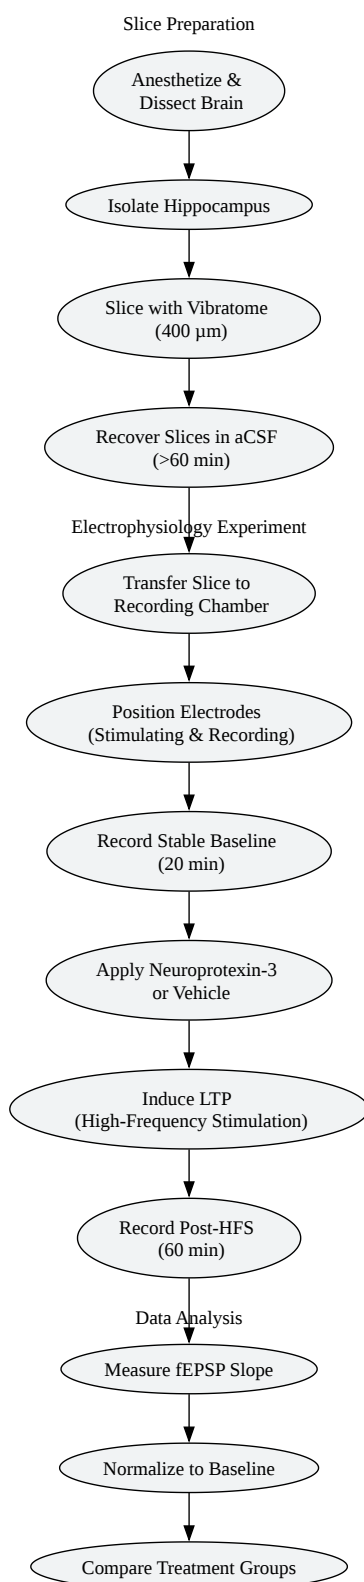 Slice Preparation
Anesthetize &
Dissect Brain
Isolate Hippocampus
Slice with Vibratome
(400 µm)
Recover Slices in aCSF
(>60 min)
Electrophysiology Experiment
Transfer Slice to
Recording Chamber
Position Electrodes
(Stimulating & Recording)
Record Stable Baseline
(20 min)
Apply Neuroprotexin-3
or Vehicle
Induce LTP
(High-Frequency Stimulation)
Record Post-HFS
(60 min)
Data Analysis
Measure fEPSP Slope
Normalize to Baseline
Compare Treatment Groups